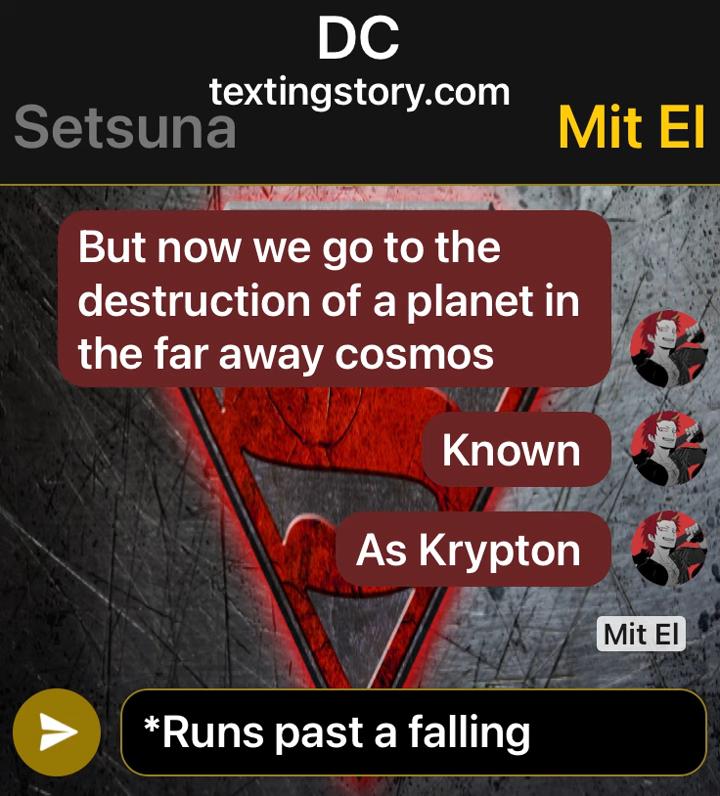 DC
textingstory.com
Setsuna
Mit El
But now we go to the
destruction of a planet in
the far away cosmos
Known
As Krypton
Mit El
*Runs past a falling